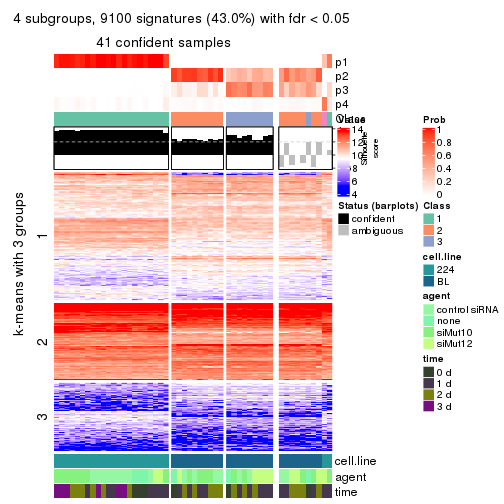 4 subgroups, 9100 signatures (43.0%) with fdr < 0.05
41 confident samples
p1
p2
p3
p4
Class
Value
14
12
10
8
6
4
Silhouette
score
Prob
1
0.8
0.6
0.4
0.2
0
Status (barplots)
confident
ambiguous
Class
1
2
3
cell.line
224
BL
agent
control siRNA
none
siMut10
siMut12
time
0 d
1 d
2 d
3 d
k-means with 3 groups
1
2
3
cell.line
agent
time